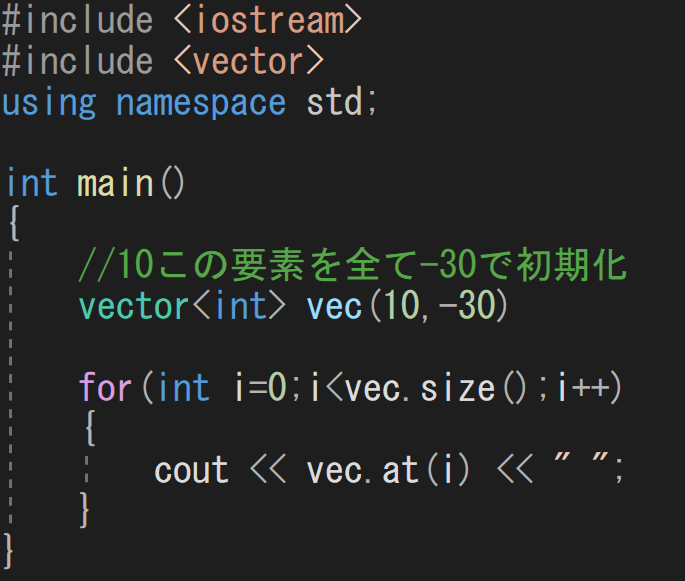 #include <iostream>
#include <vector>
using namespace std;
int main()
{
//10この要素を全て-30で初期化
vector<int> vec(10,-30)
for(int i=0;i<vec.size();i++)
{
cout << vec.at(i) << " ";
}
}